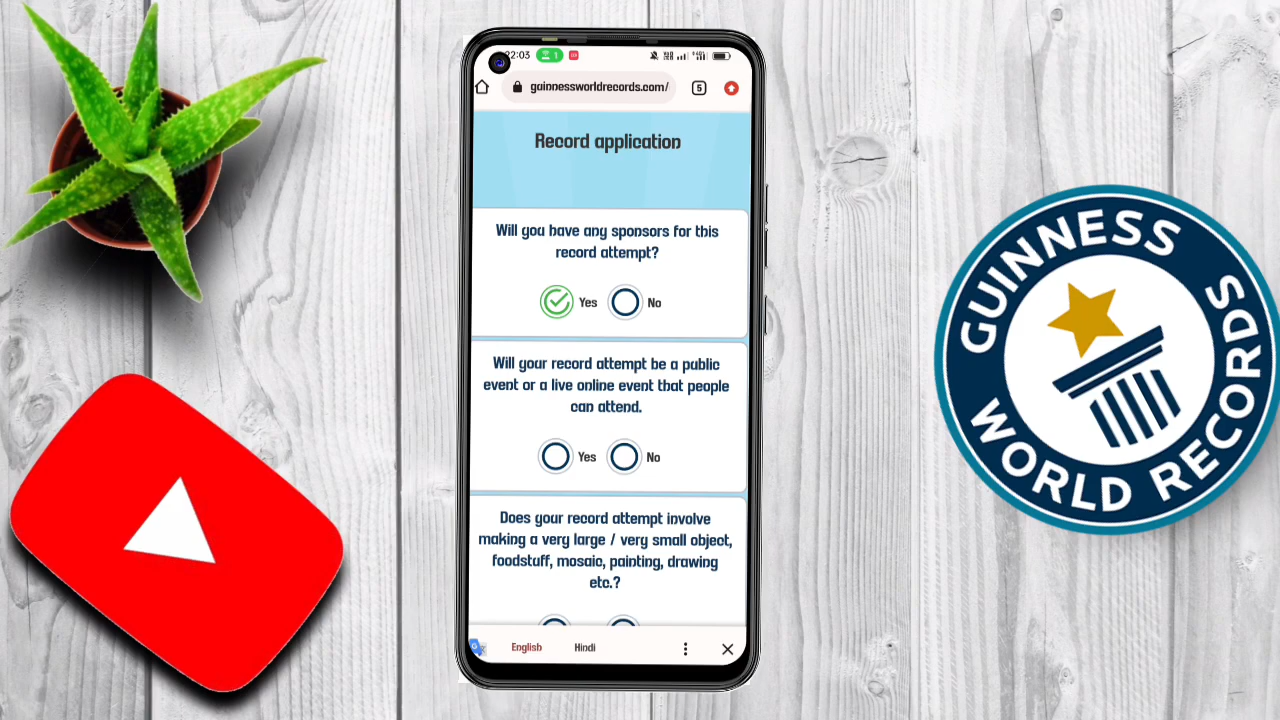 22:03
1
guinnessworldrecords.com/
5
Record application
Will you have any sponsors for this
record attempt?
Yes
No
Will your record attempt be a public
event or a live online event that people
can attend.
Yes
No
Does your record attempt involve
making a very large / very small object,
foodstuff, mosaic, painting, drawing
etc.?
English
Hindi
GUINNESS
WORLD RECORDS